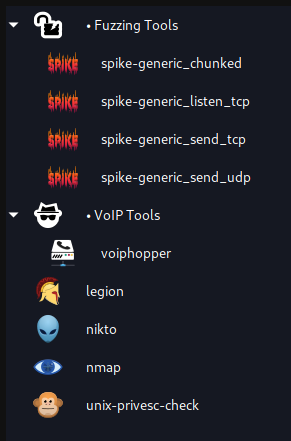 • Fuzzing Tools
SPIKE spike-generic_chunked
SPIKE spike-generic_listen_tcp
SPIKE spike-generic_send_tcp
SPIKE spike-generic_send_udp
• VoIP Tools
voiphopper
legion
nikto
nmap
unix-privesc-check